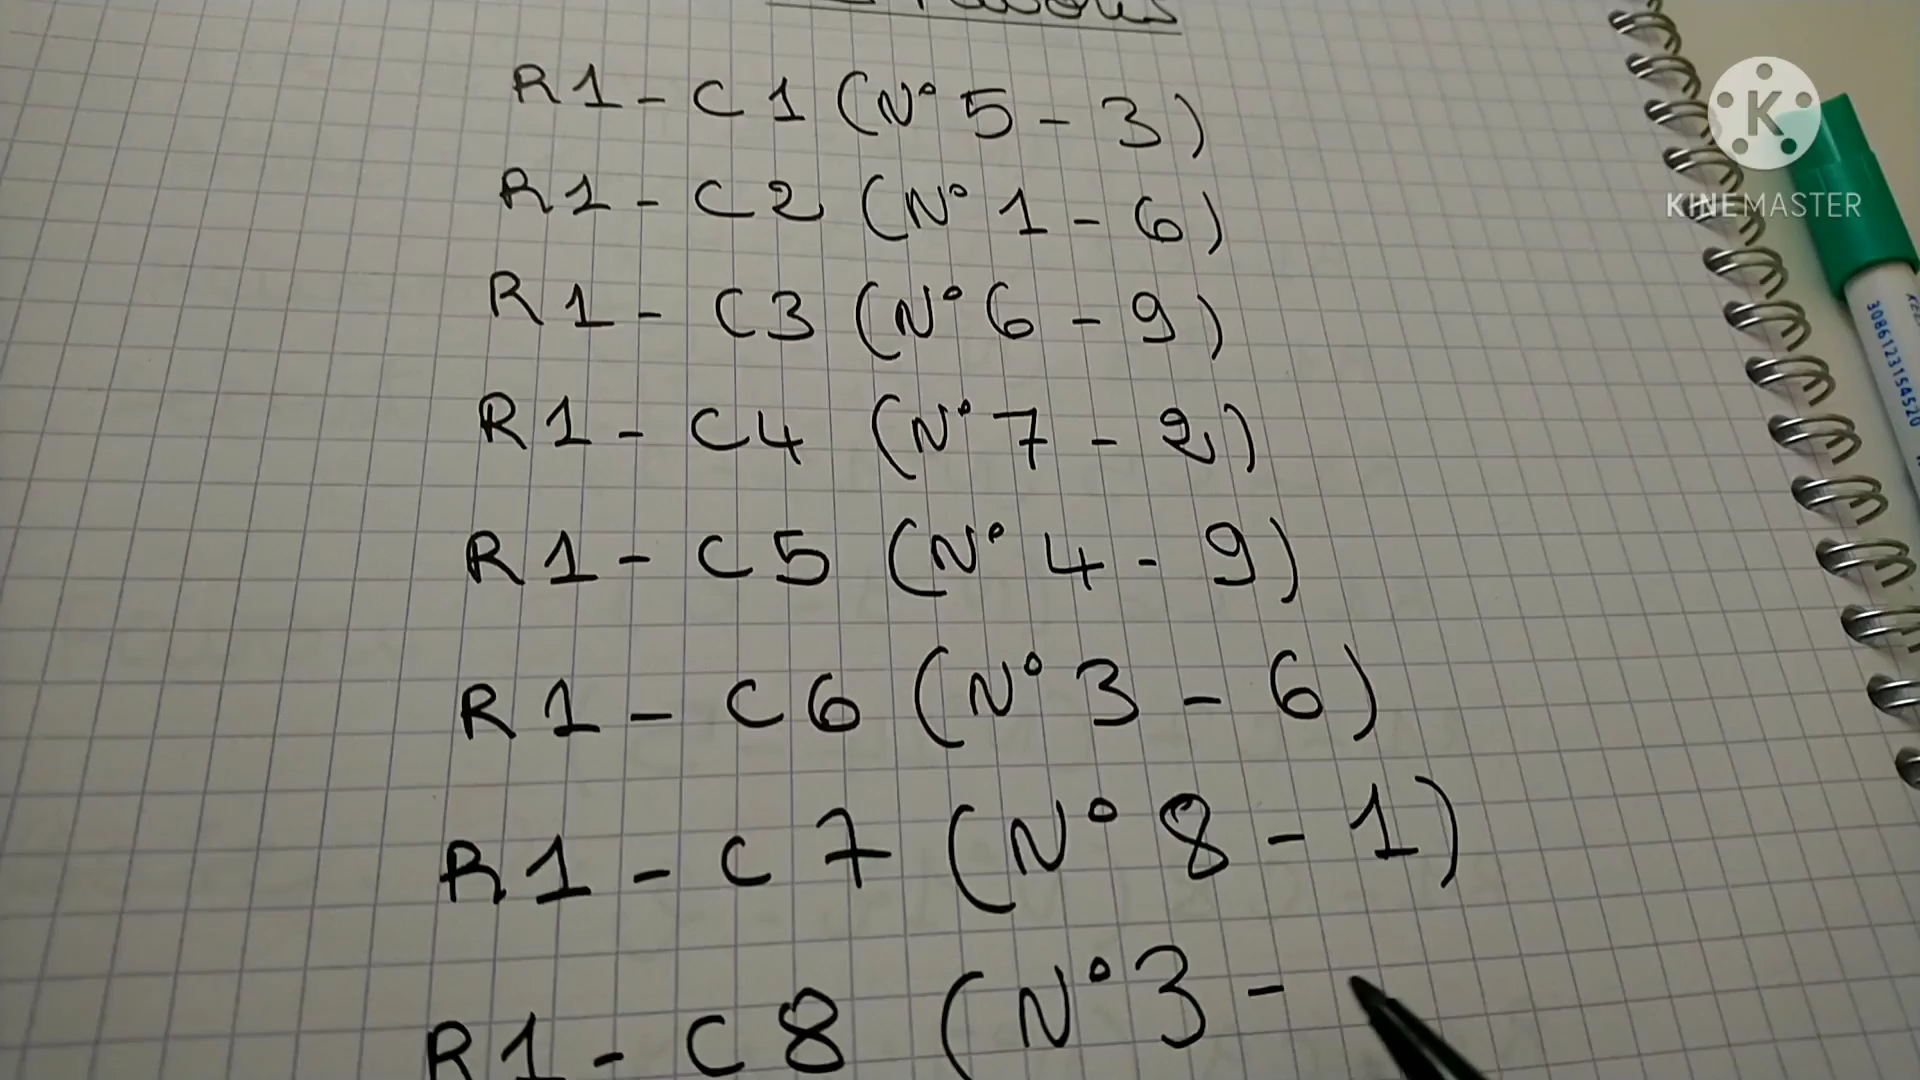 R1 - C1 (N° 5 - 3)
R1 - C2 (N° 1 - 6)
R1 - C3 (N° 6 - 9)
R1 - C4 (N° 7 - 2)
R1 - C5 (N° 4 - 9)
R1 - C6 (N° 3 - 6)
R1 - C7 (N° 8 - 1)
R1 - C8 (N° 3 -
K
KINEMASTER
3086123154520